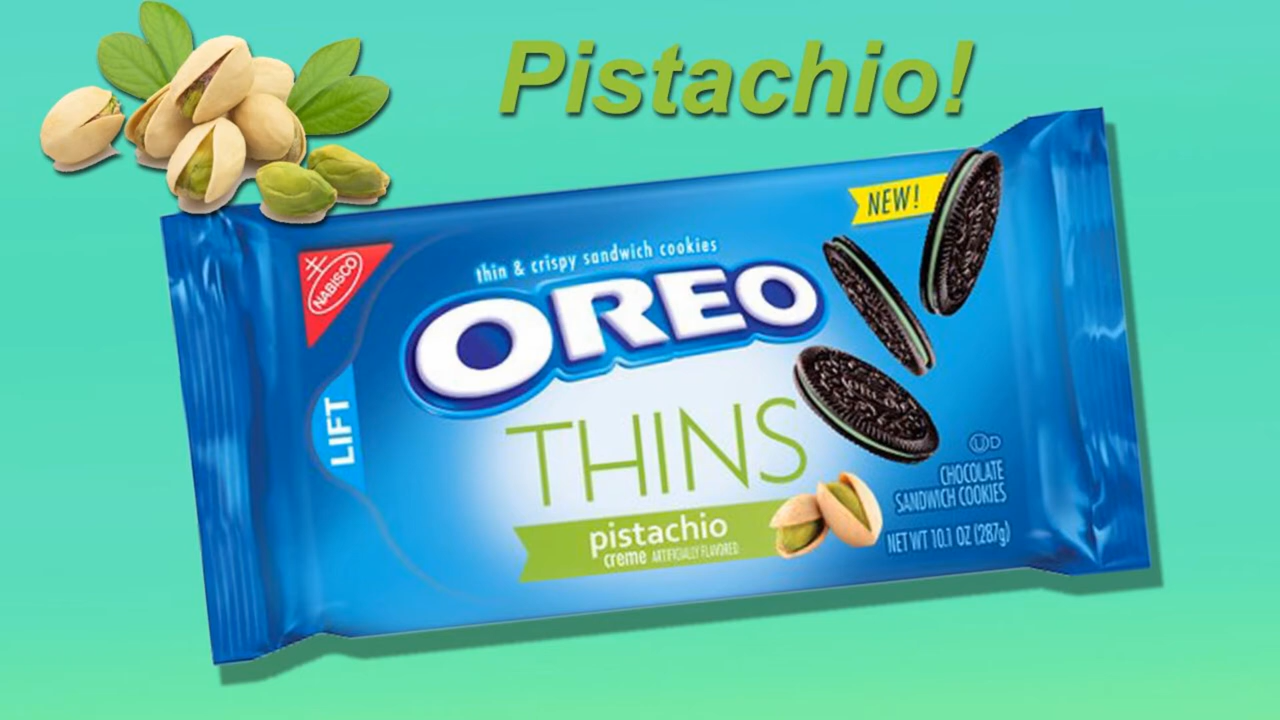 Pistachio!
NEW!
NABISCO
thin & crispy sandwich cookies
OREO
LIFT
THINS
pistachio
creme ARTIFICIALLY FLAVORED
UD
CHOCOLATE
SANDWICH COOKIES
NET WT 10.1 OZ (287g)